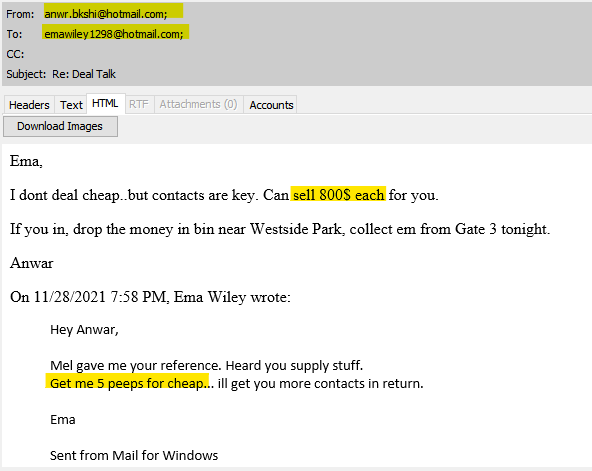 From: anwr.bkshi@hotmail.com;
To: emawiley1298@hotmail.com;
CC:
Subject: Re: Deal Talk
Headers Text HTML RTF Attachments (0) Accounts
Download Images
Ema,
I dont deal cheap..but contacts are key. Can sell 800$ each for you.
If you in, drop the money in bin near Westside Park, collect em from Gate 3 tonight.
Anwar
On 11/28/2021 7:58 PM, Ema Wiley wrote:
Hey Anwar,
Mel gave me your reference. Heard you supply stuff.
Get me 5 peeps for cheap... ill get you more contacts in return.
Ema
Sent from Mail for Windows